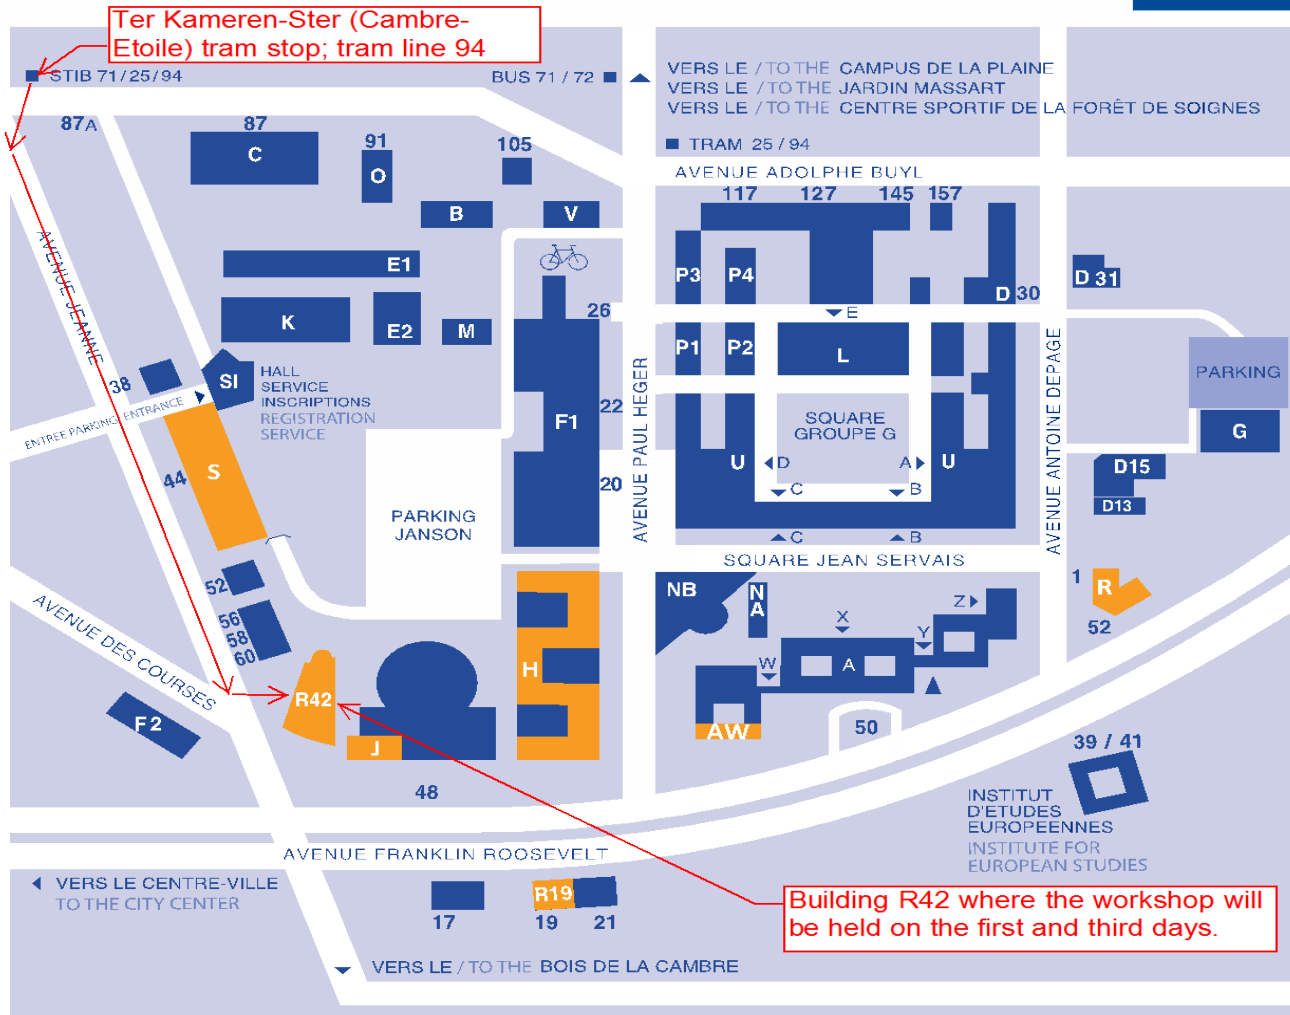 Ter Kameren-Ster (Cambre-
Etoile) tram stop; tram line 94
STIB 71/25/94
BUS 71/72
VERS LE / TO THE CAMPUS DE LA PLAINE
VERS LE / TO THE JARDIN MASSART
VERS LE / TO THE CENTRE SPORTIF DE LA FORÊT DE SOIGNES
TRAM 25/94
AVENUE ADOLPHE BUYL
87A
87
91
105
117
127
145
157
C
O
B
V
E1
K
E2
M
26
P3
P4
E
D 30
D 31
P1
P2
L
PARKING
AVENUE JEANNE
38
SI
HALL
SERVICE
INSCRIPTIONS
REGISTRATION
SERVICE
ENTREE PARKING ENTRANCE
F1
22
20
AVENUE PAUL HEGER
SQUARE
GROUPE G
U
D
A
U
C
B
C
B
AVENUE ANTOINE DEPAGE
G
D15
D13
S
44
PARKING
JANSON
SQUARE JEAN SERVAIS
52
56
58
60
AVENUE DES COURSES
F2
R42
J
48
H
NB
NA
X
Z
Y
W
A
AW
50
1
R
52
39 / 41
INSTITUT
D'ETUDES
EUROPEENNES
INSTITUTE FOR
EUROPEAN STUDIES
AVENUE FRANKLIN ROOSEVELT
VERS LE CENTRE-VILLE
TO THE CITY CENTER
17
R19
19
21
Building R42 where the workshop will
be held on the first and third days.
VERS LE / TO THE BOIS DE LA CAMBRE